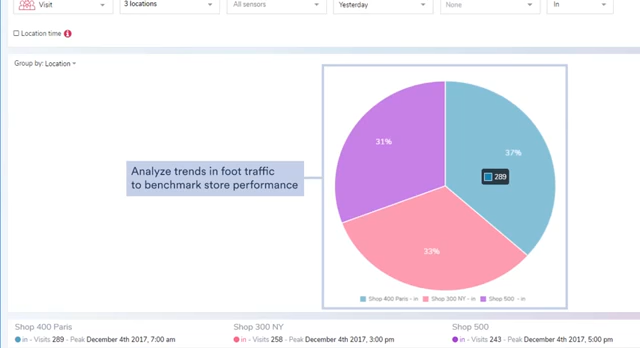 Visit
3 locations
All sensors
Yesterday
None
In
Location time
Group by: Location
31%
37%
289
33%
Analyze trends in foot traffic
to benchmark store performance
Shop 400 Paris - in
Shop 300 NY - in
Shop 500 - in
Shop 400 Paris
in - Visits 289 - Peak December 4th 2017, 7:00 am
Shop 300 NY
in - Visits 258 - Peak December 4th 2017, 3:00 pm
Shop 500
in - Visits 243 - Peak December 4th 2017, 5:00 pm